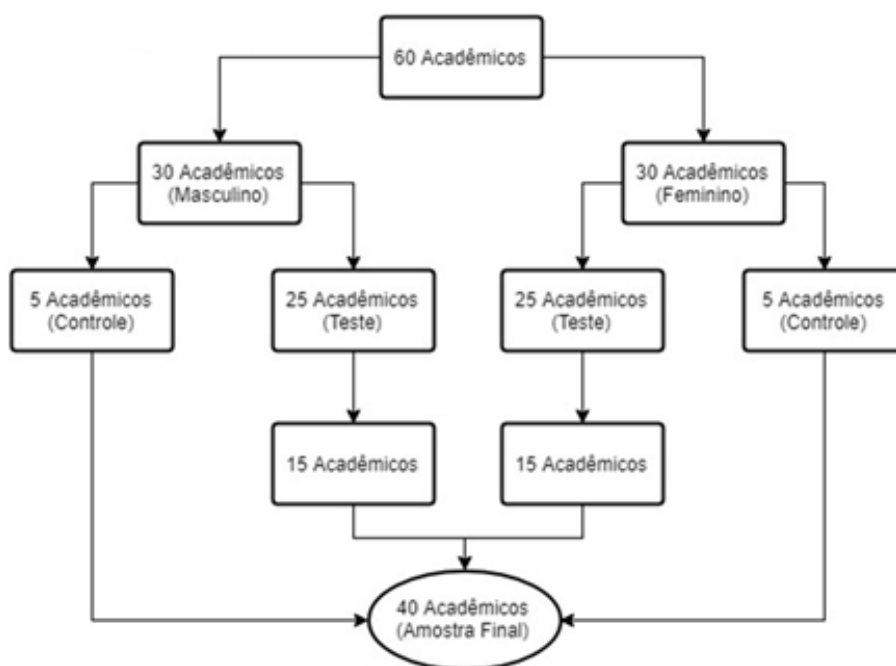 60 Acadêmicos
30 Acadêmicos
(Masculino)
30 Acadêmicos
(Feminino)
5 Acadêmicos
(Controle)
25 Acadêmicos
(Teste)
25 Acadêmicos
(Teste)
5 Acadêmicos
(Controle)
15 Acadêmicos
15 Acadêmicos
40 Acadêmicos
(Amostra Final)